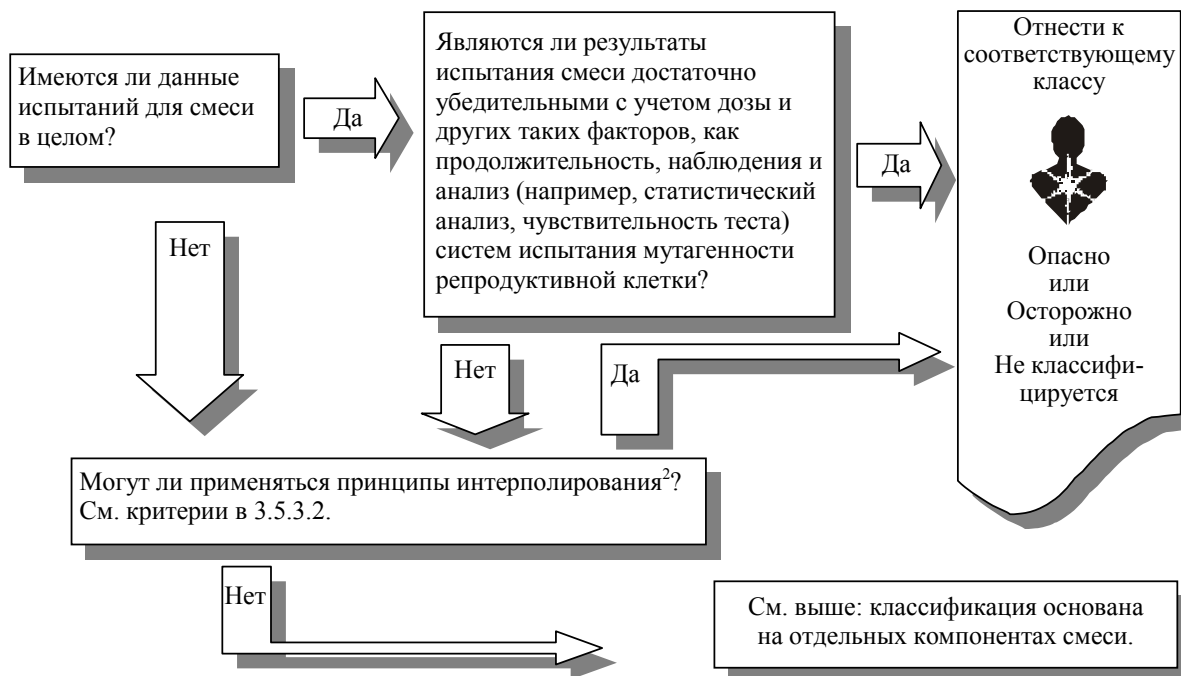 Имеются ли данные
испытаний для смеси
в целом?
Да
Являются ли результаты
испытания смеси достаточно
убедительными с учетом дозы и
других таких факторов, как
продолжительность, наблюдения и
анализ (например, статистический
анализ, чувствительность теста)
систем испытания мутагенности
репродуктивной клетки?
Да
Отнести к
соответствующему
классу
Опасно
или
Осторожно
или
Не классифи-
цируется
Нет
Нет
Да
Могут ли применяться принципы интерполирования²?
См. критерии в 3.5.3.2.
Нет
См. выше: классификация основана
на отдельных компонентах смеси.